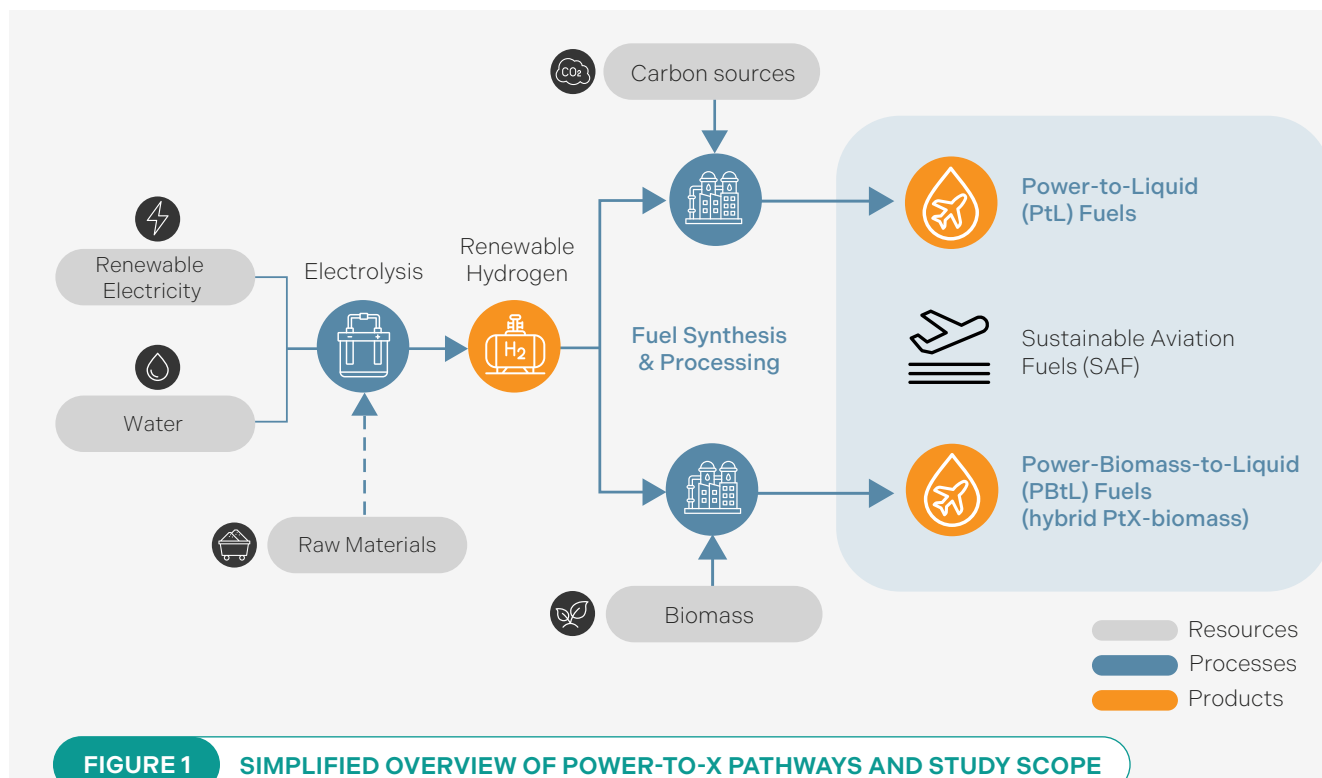 CO₂
Carbon sources
Renewable
Electricity
Water
Electrolysis
Raw Materials
Renewable
Hydrogen
H₂
Fuel Synthesis
& Processing
Biomass
Power-to-Liquid
(PtL) Fuels
Sustainable Aviation
Fuels (SAF)
Power-Biomass-to-Liquid
(PBtL) Fuels
(hybrid PtX-biomass)
Resources
Processes
Products
FIGURE 1 SIMPLIFIED OVERVIEW OF POWER-TO-X PATHWAYS AND STUDY SCOPE